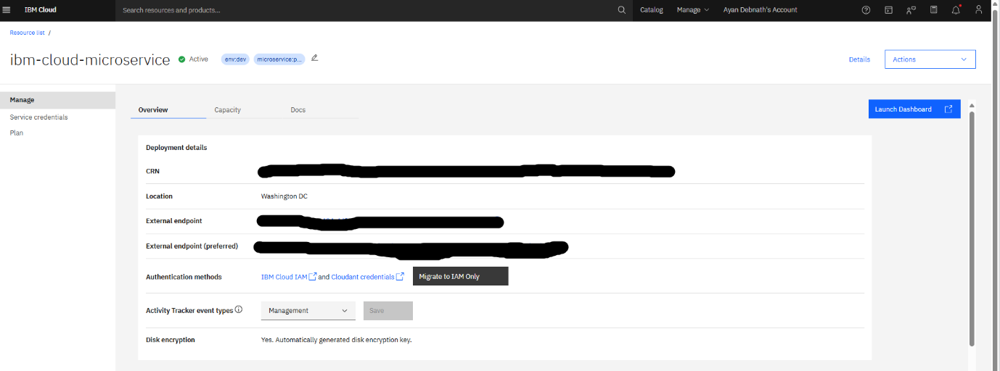 IBM Cloud
Search resources and products...
Catalog
Manage
Ayan Debnath's Account
Resource list /
ibm-cloud-microservice
Active
env:dev
microservice:p...
Details
Actions
Manage
Service credentials
Plan
Overview
Capacity
Docs
Launch Dashboard
Deployment details
CRN
Location
Washington DC
External endpoint
External endpoint (preferred)
Authentication methods
IBM Cloud IAM and Cloudant credentials
Migrate to IAM Only
Activity Tracker event types
Management
Save
Disk encryption
Yes. Automatically generated disk encryption key.